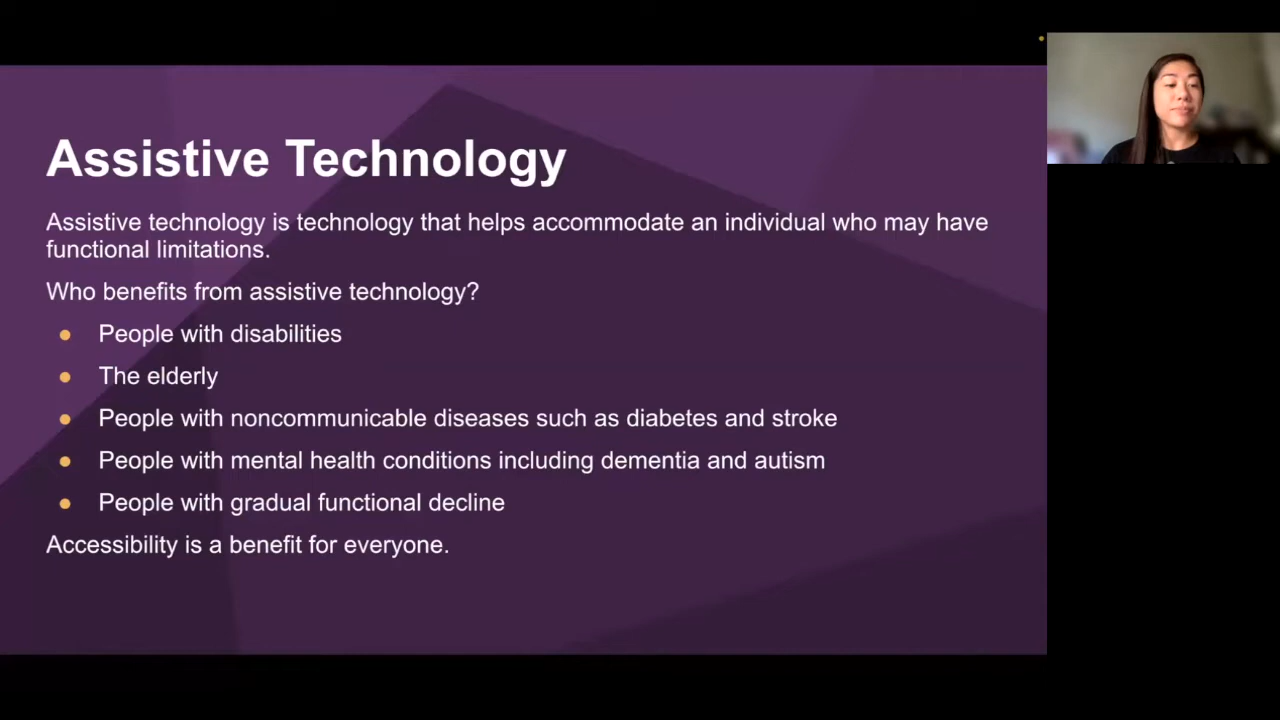 Assistive Technology
Assistive technology is technology that helps accommodate an individual who may have
functional limitations.
Who benefits from assistive technology?
People with disabilities
The elderly
People with noncommunicable diseases such as diabetes and stroke
People with mental health conditions including dementia and autism
People with gradual functional decline
Accessibility is a benefit for everyone.